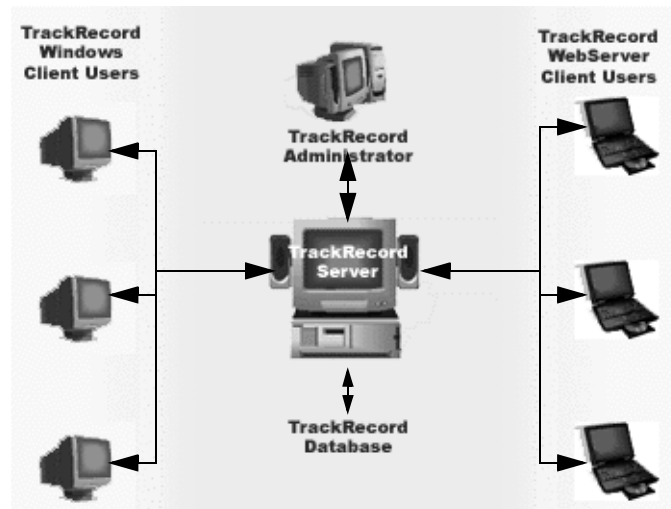 TrackRecord
Windows
Client Users
TrackRecord
Administrator
TrackRecord
WebServer
Client Users
TrackRecord
Server
TrackRecord
Database